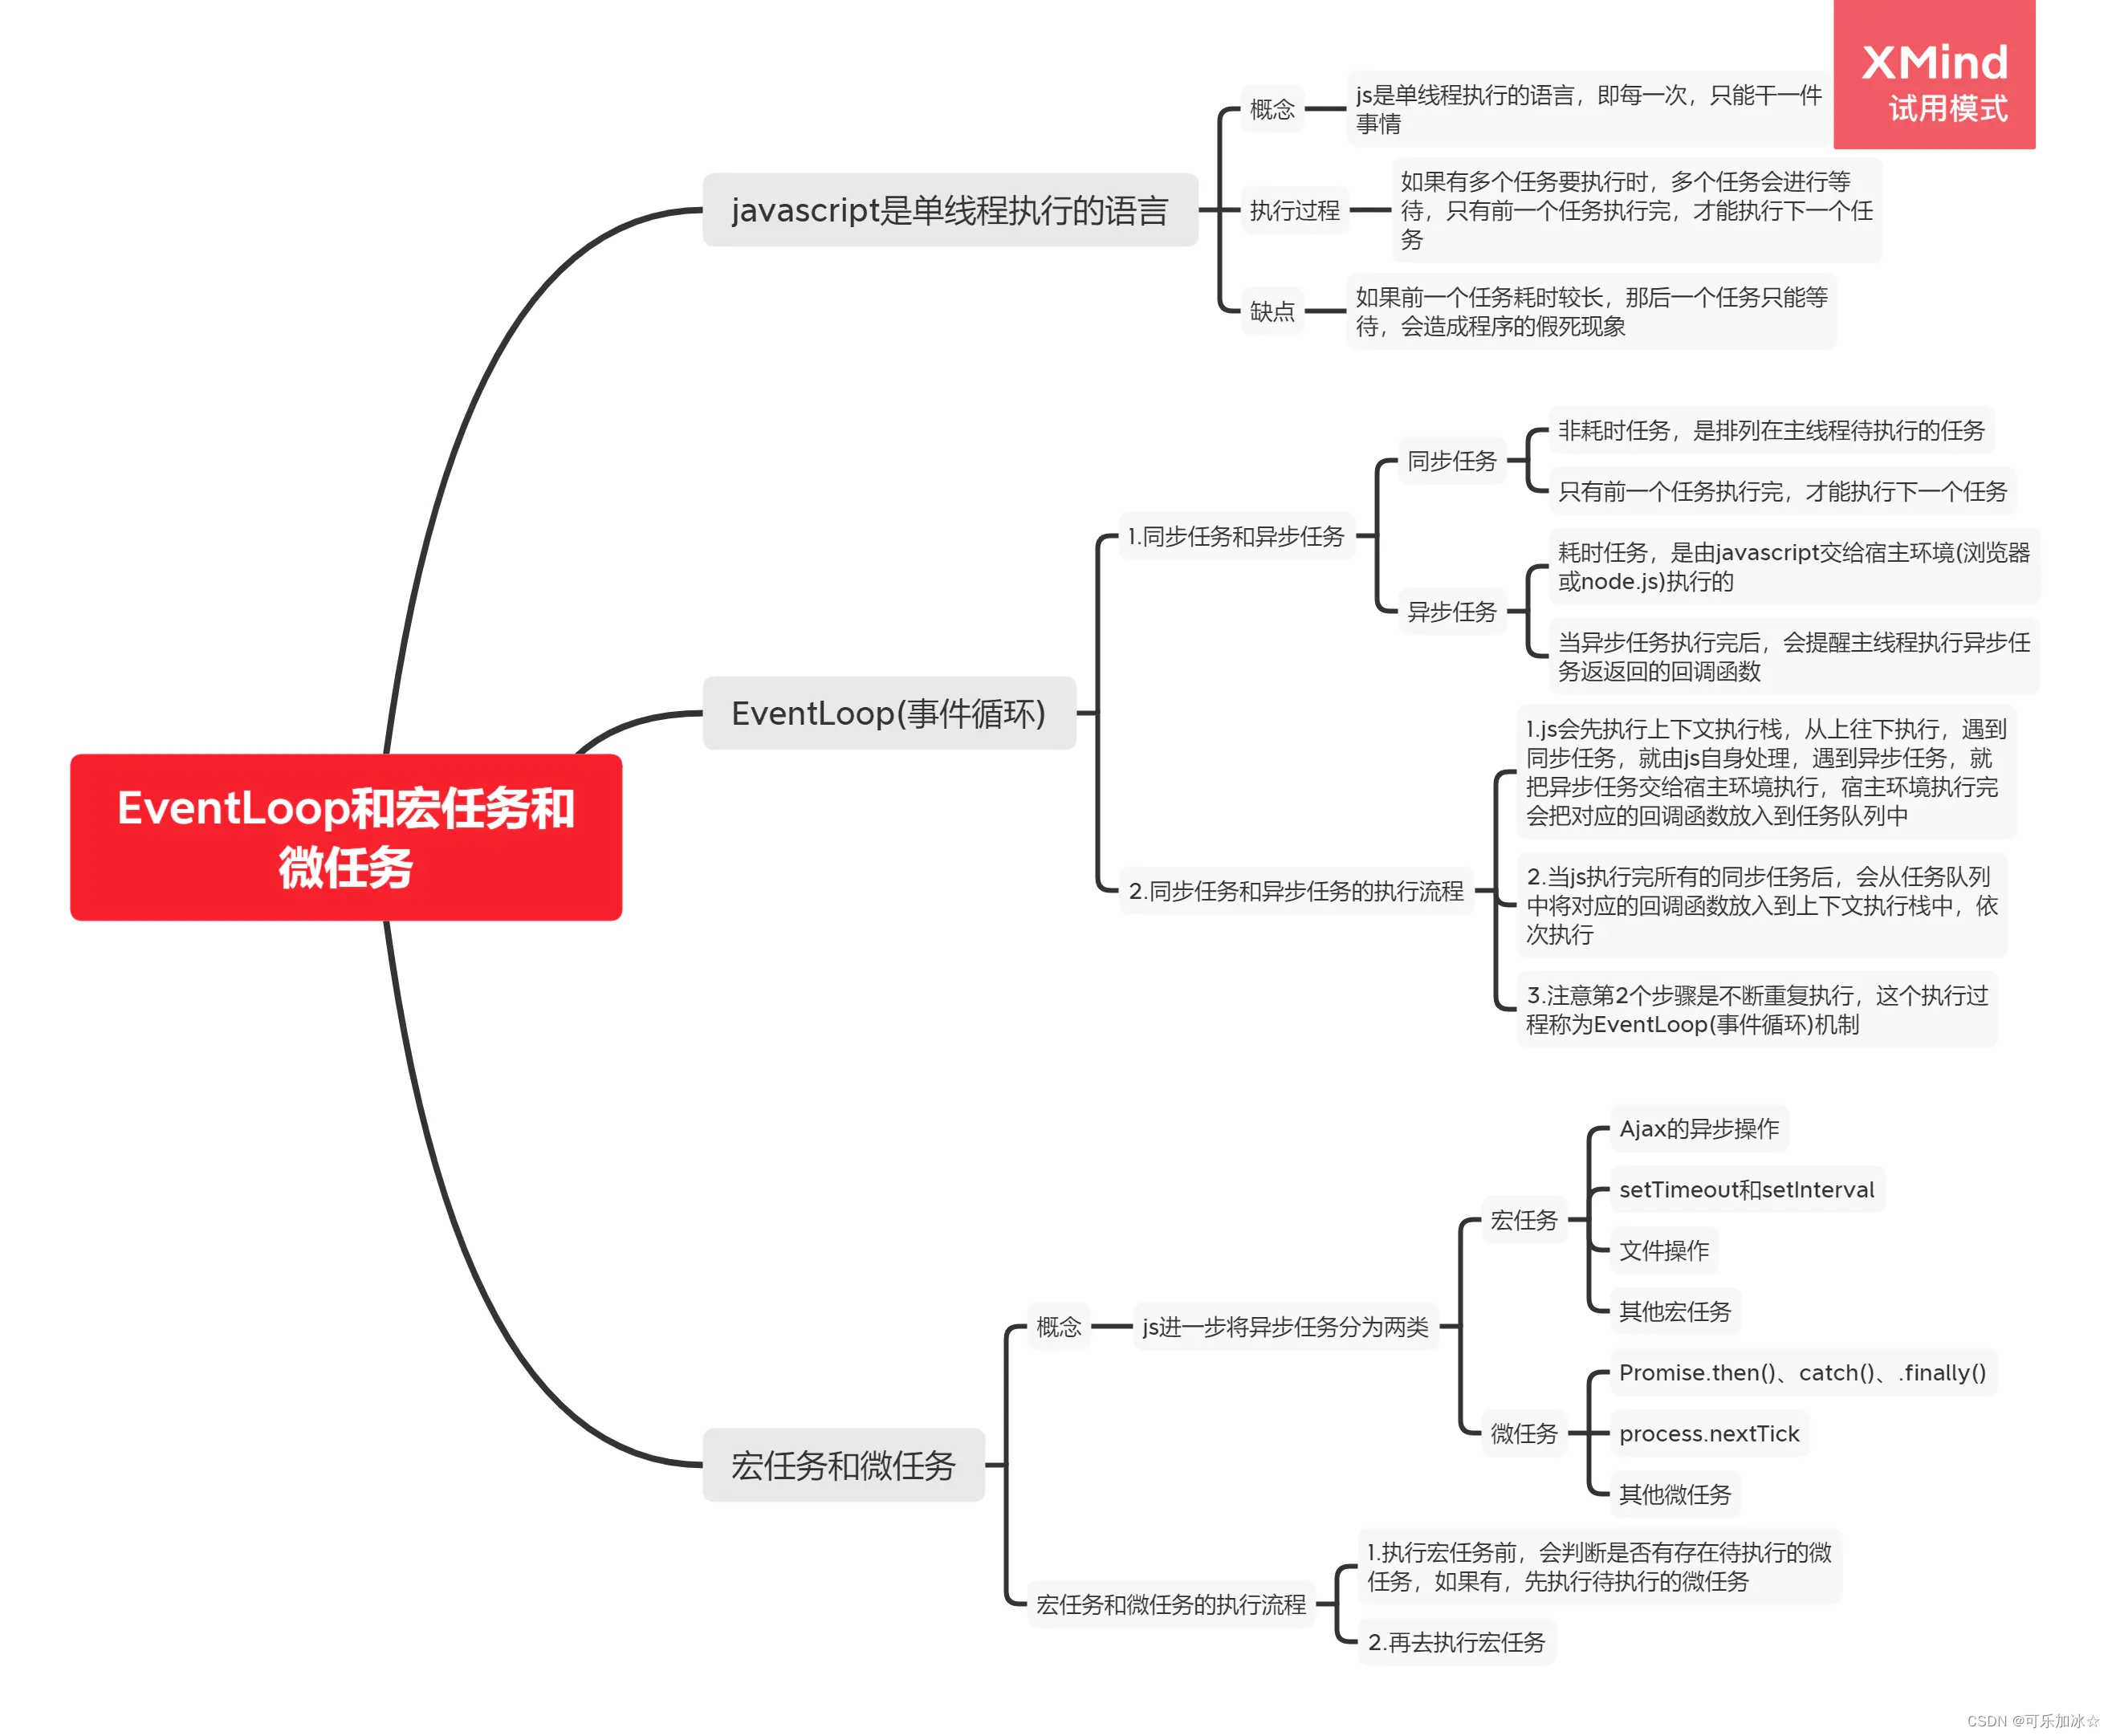 XMind
试用模式
EventLoop和宏任务和
微任务
javascript是单线程执行的语言
概念
js是单线程执行的语言，即每一次，只能干一件
事情
执行过程
如果有多个任务要执行时，多个任务会进行等
待，只有前一个任务执行完，才能执行下一个任
务
缺点
如果前一个任务耗时较长，那后一个任务只能等
待，会造成程序的假死现象
EventLoop(事件循环)
1.同步任务和异步任务
同步任务
非耗时任务，是排列在主线程待执行的任务
只有前一个任务执行完，才能执行下一个任务
异步任务
耗时任务，是由javascript交给宿主环境(浏览器
或node.js)执行的
当异步任务执行完后，会提醒主线程执行异步任
务返返回的回调函数
2.同步任务和异步任务的执行流程
1.js会先执行上下文执行栈，从上往下执行，遇到
同步任务，就由js自身处理，遇到异步任务，就
把异步任务交给宿主环境执行，宿主环境执行完
会把对应的回调函数放入到任务队列中
2.当js执行完所有的同步任务后，会从任务队列
中将对应的回调函数放入到上下文执行栈中，依
次执行
3.注意第2个步骤是不断重复执行，这个执行过
程称为EventLoop(事件循环)机制
宏任务和微任务
概念
js进一步将异步任务分为两类
宏任务
Ajax的异步操作
setTimeout和setInterval
文件操作
其他宏任务
微任务
Promise.then()、catch()、.finally()
process.nextTick
其他微任务
宏任务和微任务的执行流程
1.执行宏任务前，会判断是否有存在待执行的微
任务，如果有，先执行待执行的微任务
2.再去执行宏任务
CSDN @可乐加冰☆